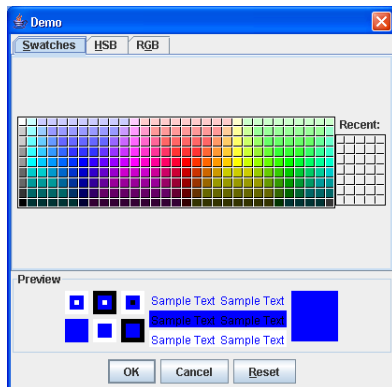 Demo
Swatches HSB RGB
Recent:
Preview
Sample Text Sample Text
Sample Text Sample Text
Sample Text Sample Text
OK Cancel Reset